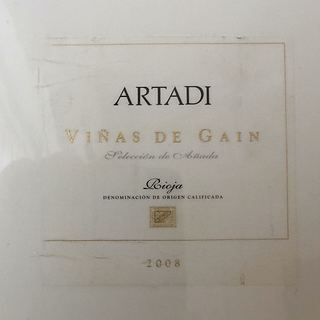 ARTADI
VIÑAS DE GAIN
Selección de Añada
Rioja
DENOMINACIÓN DE ORIGEN CALIFICADA
2008